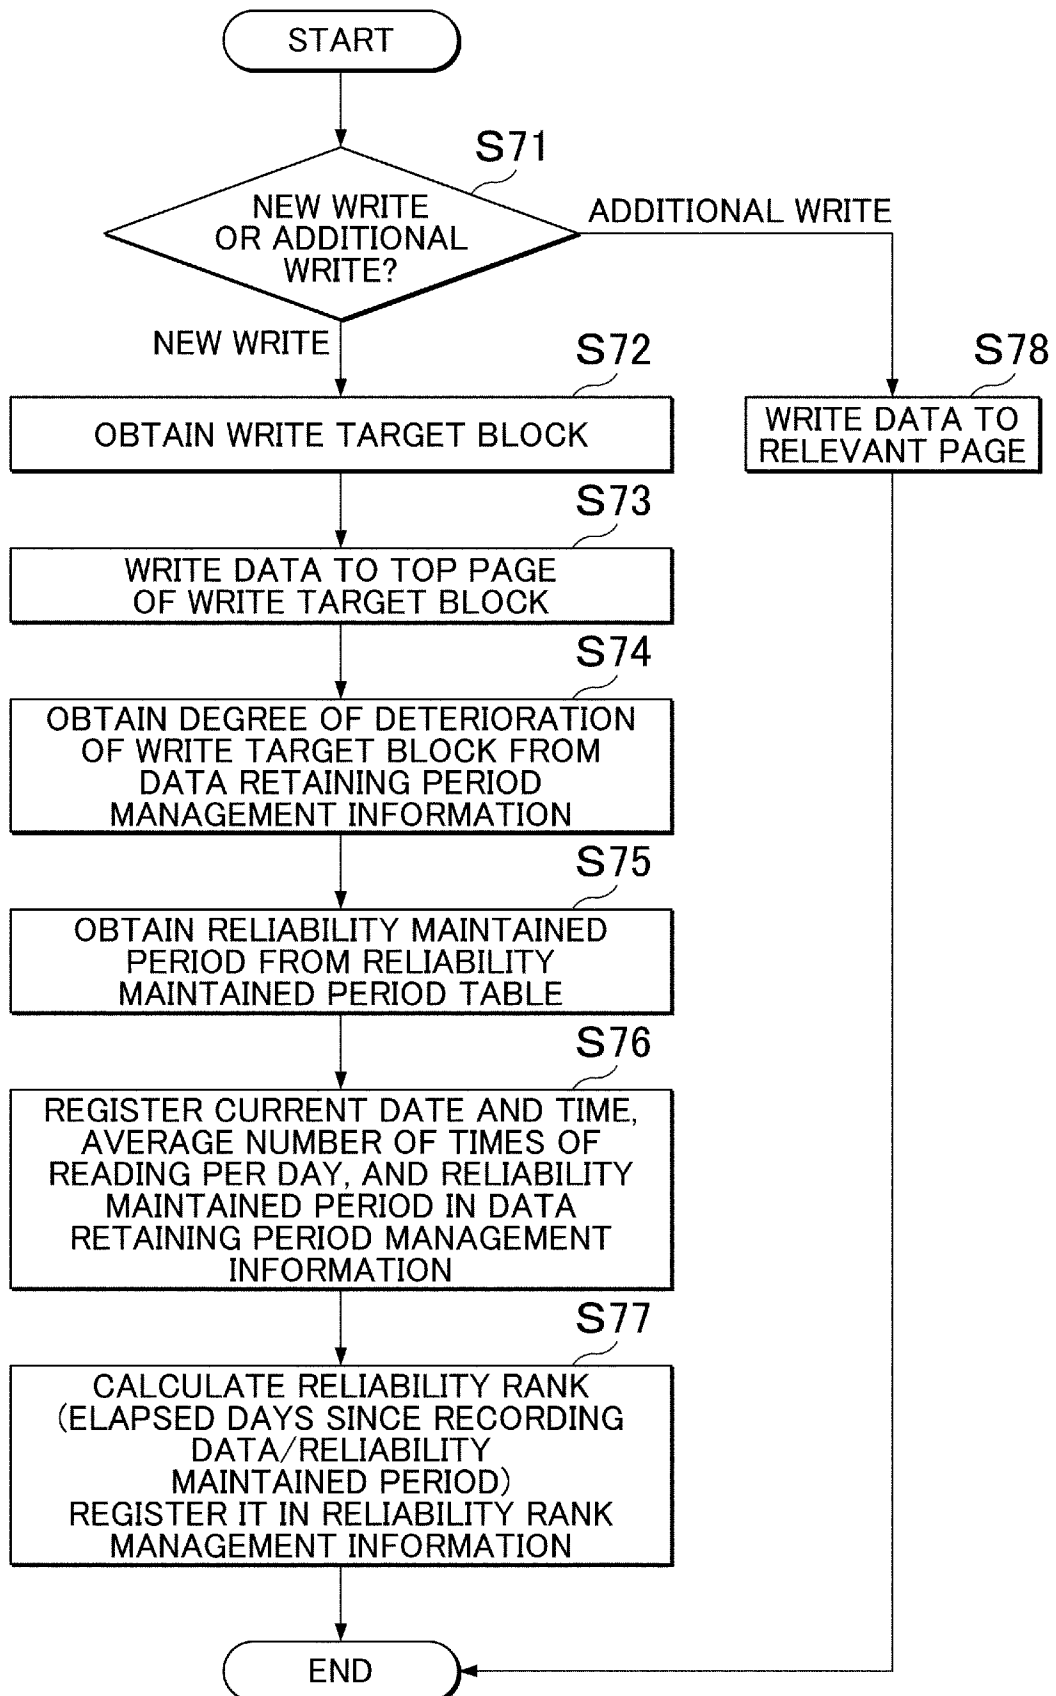 START
S71
NEW WRITE
OR ADDITIONAL
WRITE?
ADDITIONAL WRITE
NEW WRITE
S72
OBTAIN WRITE TARGET BLOCK
S78
WRITE DATA TO
RELEVANT PAGE
S73
WRITE DATA TO TOP PAGE
OF WRITE TARGET BLOCK
S74
OBTAIN DEGREE OF DETERIORATION
OF WRITE TARGET BLOCK FROM
DATA RETAINING PERIOD
MANAGEMENT INFORMATION
S75
OBTAIN RELIABILITY MAINTAINED
PERIOD FROM RELIABILITY
MAINTAINED PERIOD TABLE
S76
REGISTER CURRENT DATE AND TIME,
AVERAGE NUMBER OF TIMES OF
READING PER DAY, AND RELIABILITY
MAINTAINED PERIOD IN DATA
RETAINING PERIOD MANAGEMENT
INFORMATION
S77
CALCULATE RELIABILITY RANK
(ELAPSED DAYS SINCE RECORDING
DATA/RELIABILITY
MAINTAINED PERIOD)
REGISTER IT IN RELIABILITY RANK
MANAGEMENT INFORMATION
END